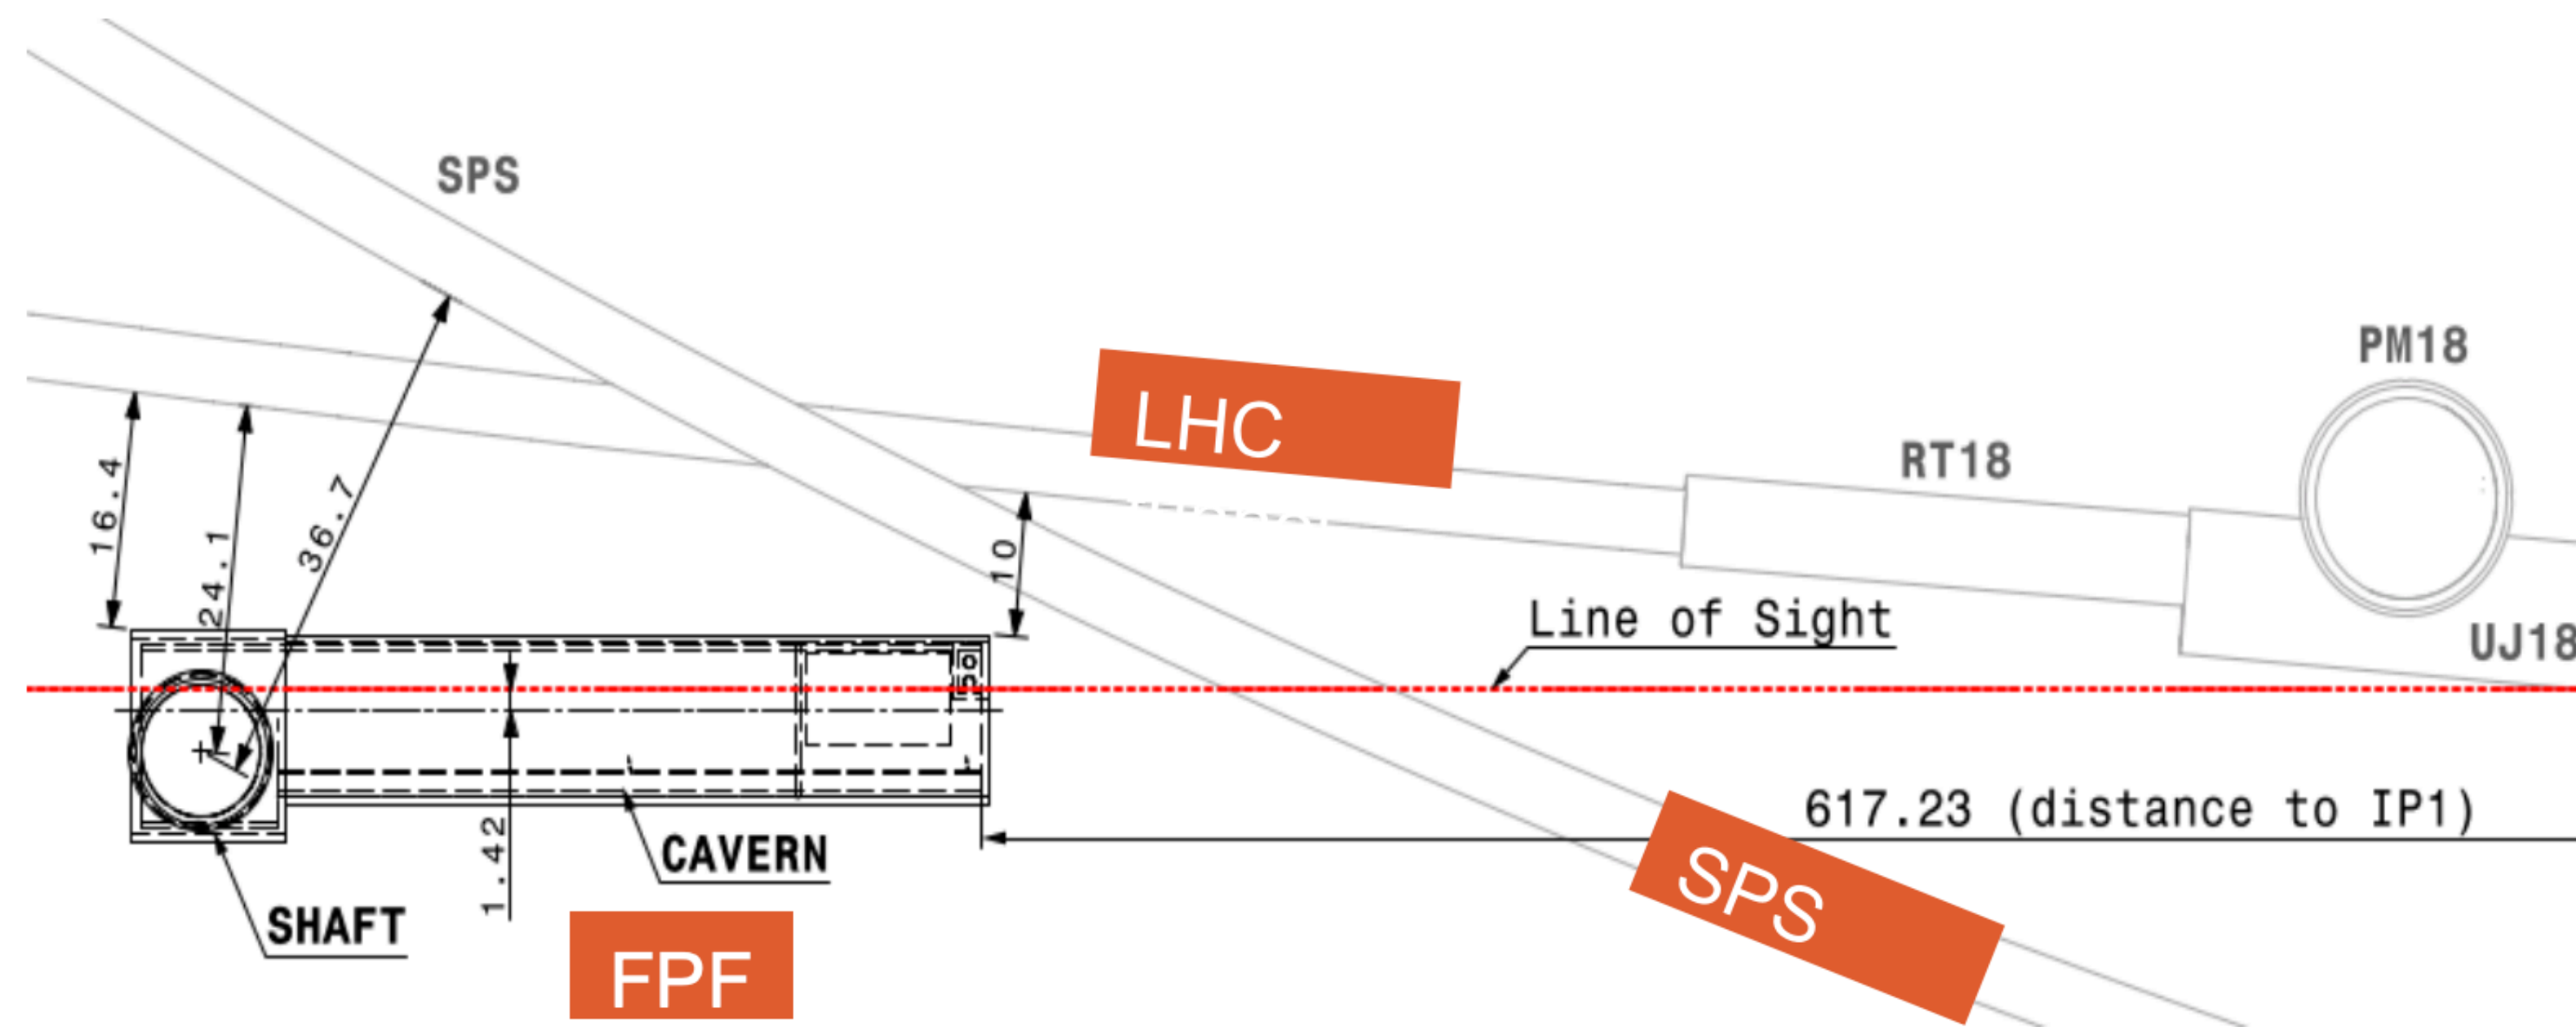 SPS
PM18
LHC
RT18
16.4
24.1
36.7
10
Line of Sight
UJ18
617.23 (distance to IP1)
1.42
CAVERN
SPS
SHAFT
FPF